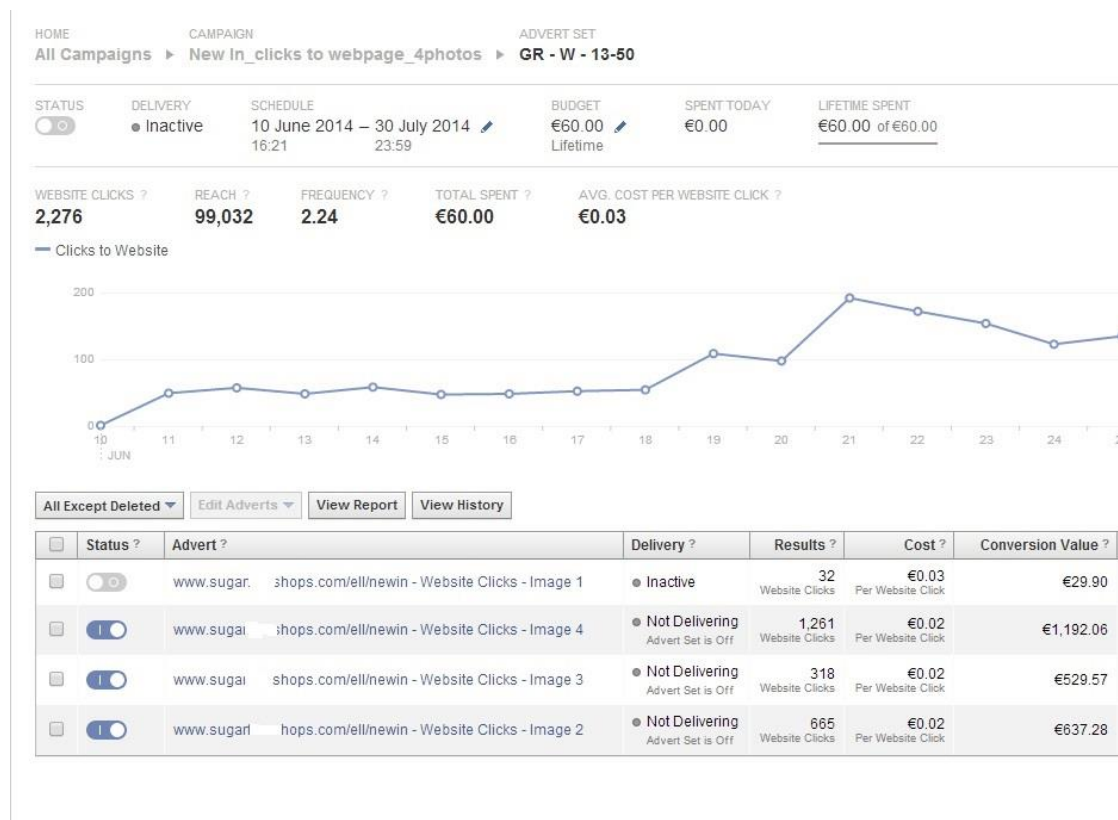 HOME CAMPAIGN ADVERT SET
All Campaigns ▸ New In_clicks to webpage_4photos ▸ GR - W - 13-50
STATUS DELIVERY SCHEDULE BUDGET SPENT TODAY LIFETIME SPENT
Inactive 10 June 2014 – 30 July 2014 €60.00 €0.00 €60.00 of €60.00
16:21 23:59 Lifetime
WEBSITE CLICKS ? REACH ? FREQUENCY ? TOTAL SPENT ? AVG. COST PER WEBSITE CLICK ?
2,276 99,032 2.24 €60.00 €0.03
Clicks to Website
200
100
0
10 11 12 13 14 15 16 17 18 19 20 21 22 23 24
JUN
All Except Deleted Edit Adverts View Report View History
Status ? Advert ? Delivery ? Results ? Cost ? Conversion Value ?
www.sugar. shops.com/ell/newin - Website Clicks - Image 1 Inactive 32 €0.03 €29.90
Website Clicks Per Website Click
www.sugar shops.com/ell/newin - Website Clicks - Image 4 Not Delivering 1,261 €0.02 €1,192.06
Advert Set is Off Website Clicks Per Website Click
www.sugar shops.com/ell/newin - Website Clicks - Image 3 Not Delivering 318 €0.02 €529.57
Advert Set is Off Website Clicks Per Website Click
www.sugar hops.com/ell/newin - Website Clicks - Image 2 Not Delivering 665 €0.02 €637.28
Advert Set is Off Website Clicks Per Website Click